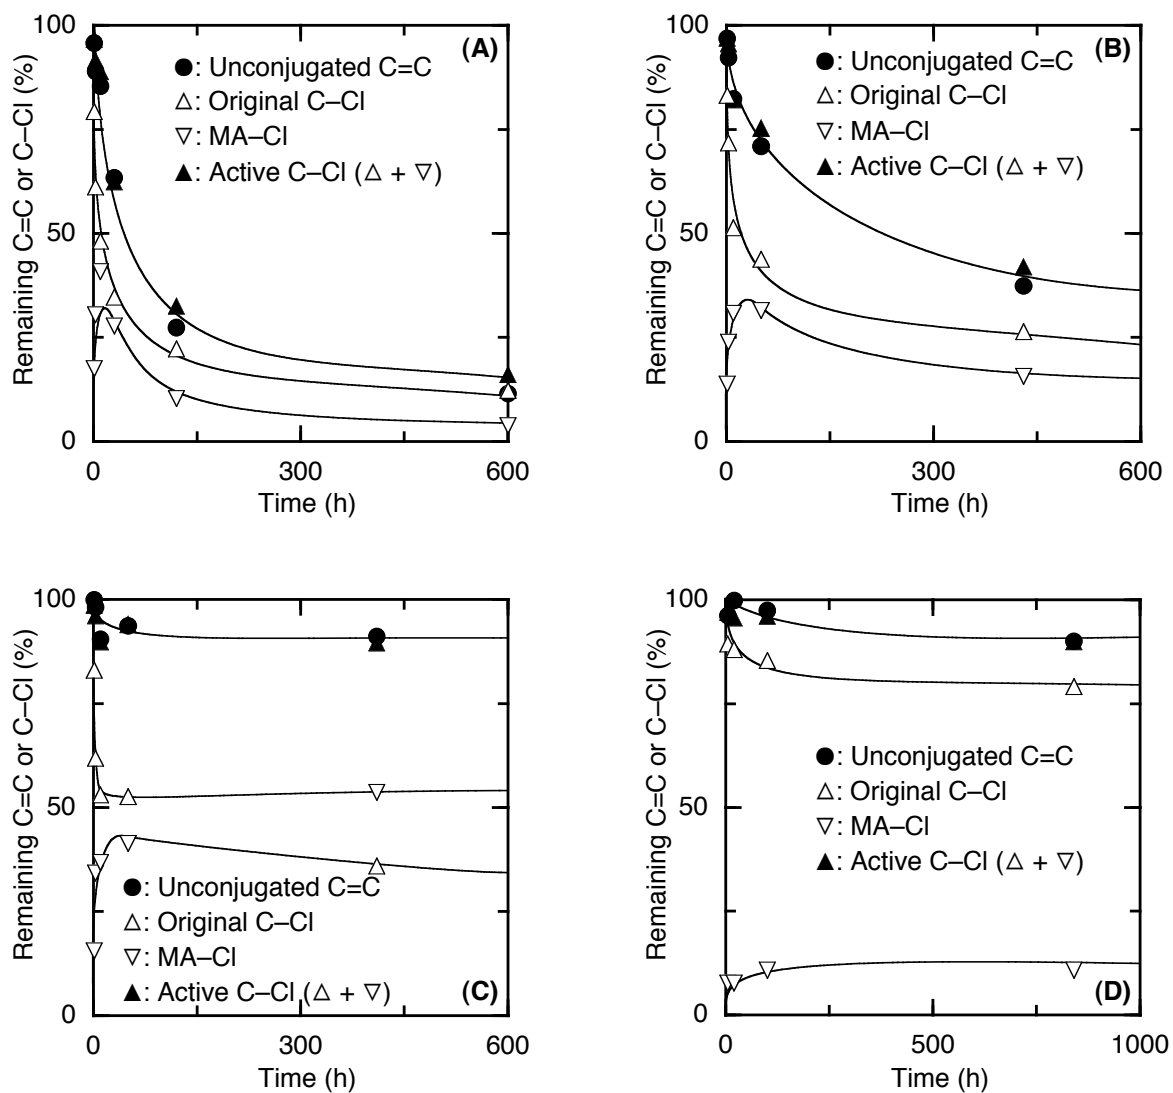 100
(A)
●: Unconjugated C=C
△: Original C–Cl
▽: MA–Cl
▲: Active C–Cl (△ + ▽)
50
0
Remaining C=C or C–Cl (%)
0 300 600
Time (h)
100
(B)
●: Unconjugated C=C
△: Original C–Cl
▽: MA–Cl
▲: Active C–Cl (△ + ▽)
50
0
Remaining C=C or C–Cl (%)
0 300 600
Time (h)
100
50
●: Unconjugated C=C
△: Original C–Cl
▽: MA–Cl
▲: Active C–Cl (△ + ▽)
(C)
0
Remaining C=C or C–Cl (%)
0 300 600
Time (h)
100
●: Unconjugated C=C
△: Original C–Cl
▽: MA–Cl
▲: Active C–Cl (△ + ▽)
50
(D)
0
Remaining C=C or C–Cl (%)
0 500 1000
Time (h)